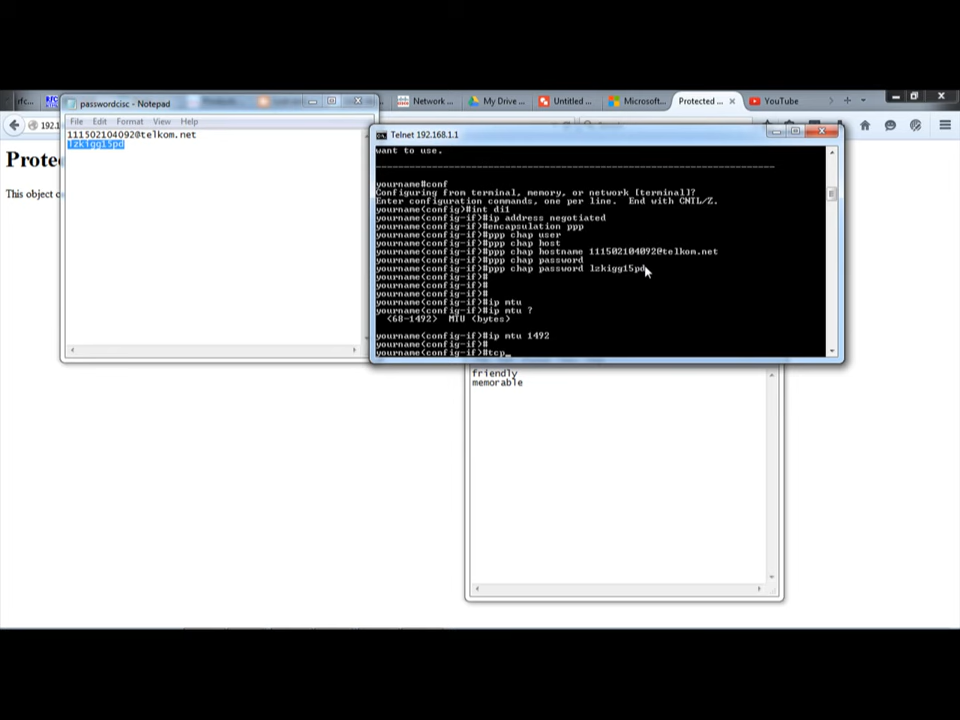 rfc...
Network ...
My Drive ...
Untitled ...
Microsoft...
Protected ...
YouTube
passwordcisc - Notepad
192.1
File Edit Format View Help
111502104092@telkom.net
lzkigg15pd
Prote
This object
Telnet 192.168.1.1
want to use.
yourname#conf
Configuring from terminal, memory, or network [terminal]?
Enter configuration commands, one per line.  End with CNTL/Z.
yourname(config)#int di1
yourname(config-if)#ip address negotiated
yourname(config-if)#encapsulation ppp
yourname(config-if)#ppp chap user
yourname(config-if)#ppp chap host
yourname(config-if)#ppp chap hostname 111502104092@telkom.net
yourname(config-if)#ppp chap password
yourname(config-if)#ppp chap password lzkigg15pd
yourname(config-if)#
yourname(config-if)#
yourname(config-if)#
yourname(config-if)#ip mtu
yourname(config-if)#ip mtu ?
<68-1492>  MTU (bytes)
yourname(config-if)#ip mtu 1492
yourname(config-if)#
yourname(config-if)#tcp_
friendly
memorable